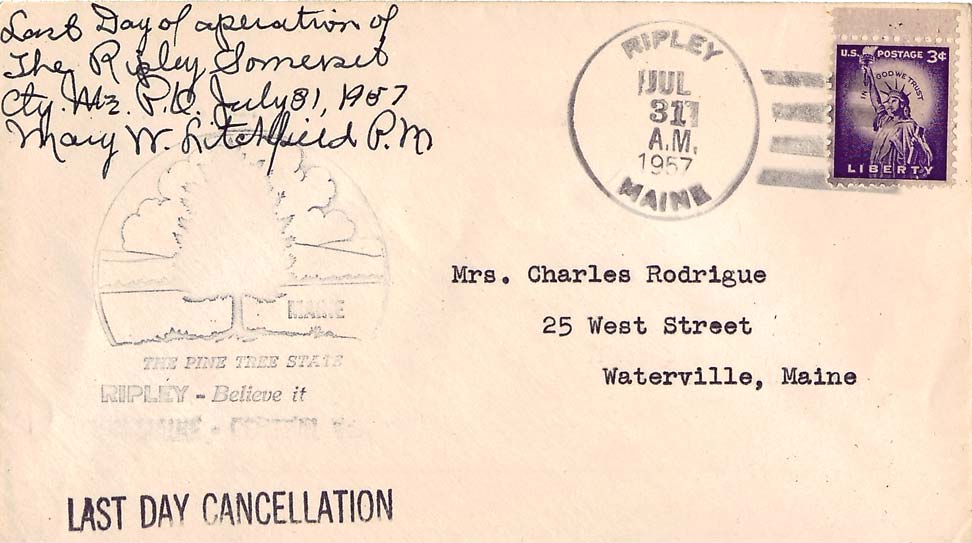 Last Day of operation of
The Ripley Somerset
Cty. Me. P.O. July 31, 1957
Mary W. Litchfield P.M
RIPLEY
JUL
31
A.M.
1957
MAINE
U.S. POSTAGE 3¢
IN GOD WE TRUST
LIBERTY
Mrs. Charles Rodrigue
25 West Street
Waterville, Maine
MAINE
THE PINE TREE STATE
RIPLEY - Believe it
LAST DAY CANCELLATION